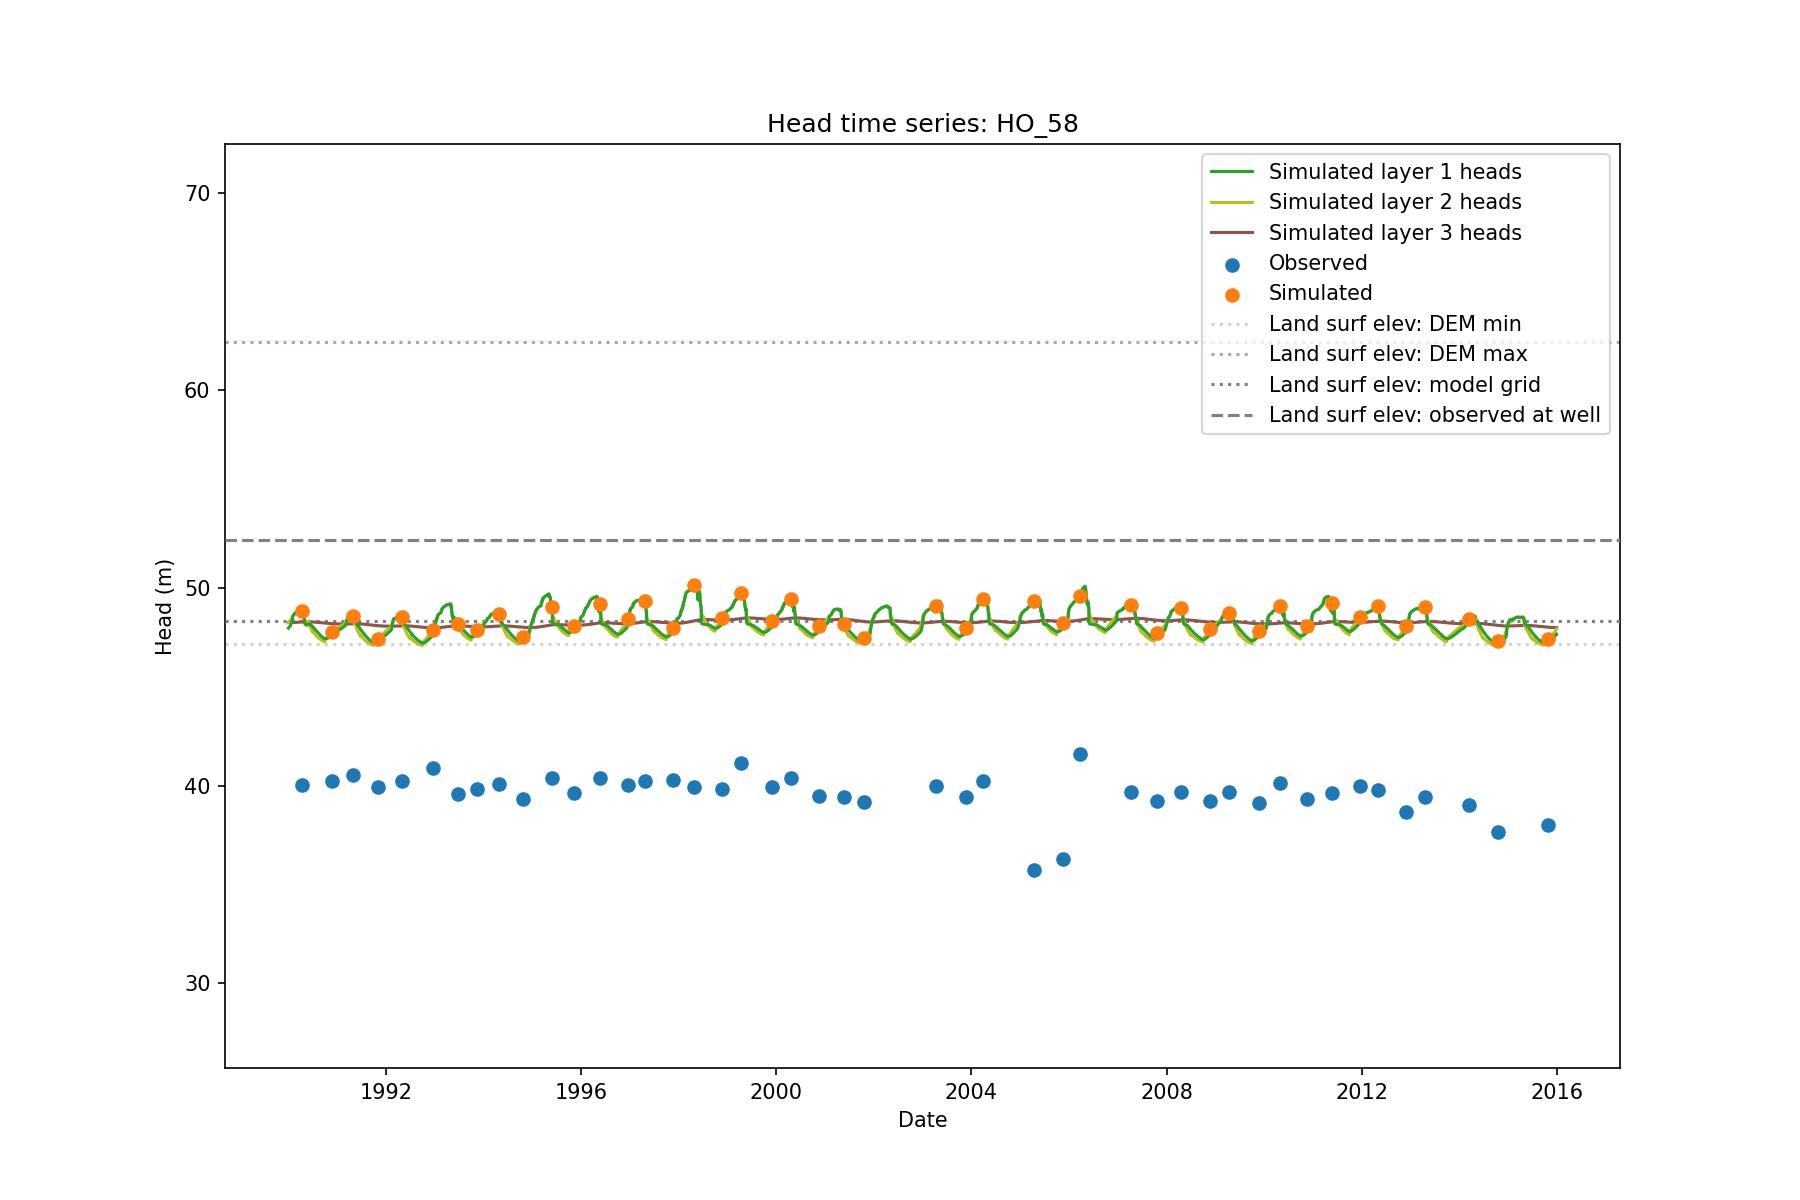 Head time series: HO_58
Simulated layer 1 heads
Simulated layer 2 heads
Simulated layer 3 heads
Observed
Simulated
Land surf elev: DEM min
Land surf elev: DEM max
Land surf elev: model grid
Land surf elev: observed at well
Head (m)
70
60
50
40
30
1992 1996 2000 2004 2008 2012 2016
Date